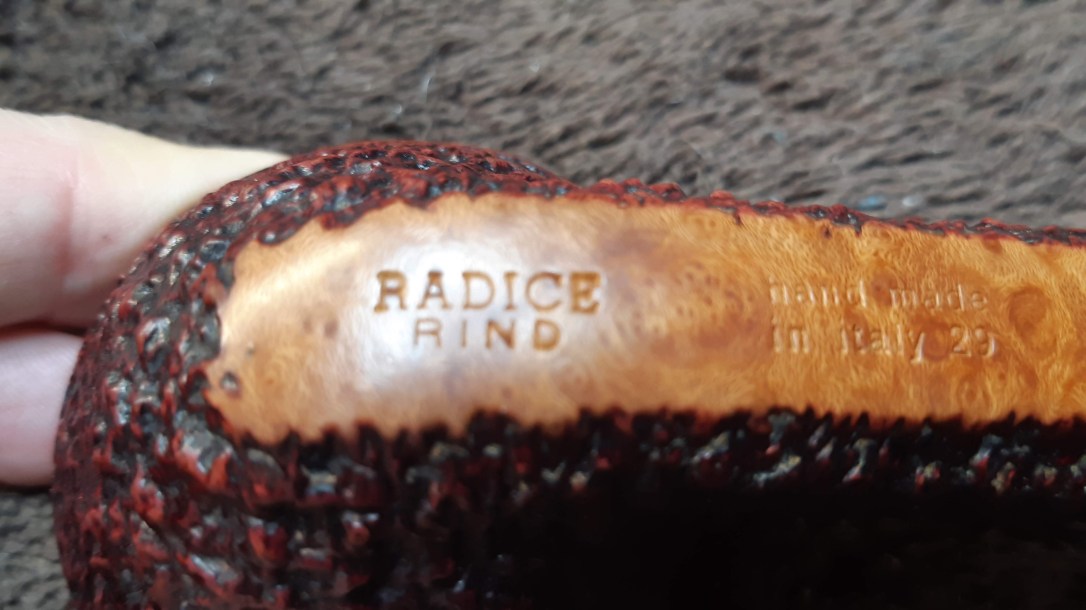 RADICE
RIND
hand made
in italy 29